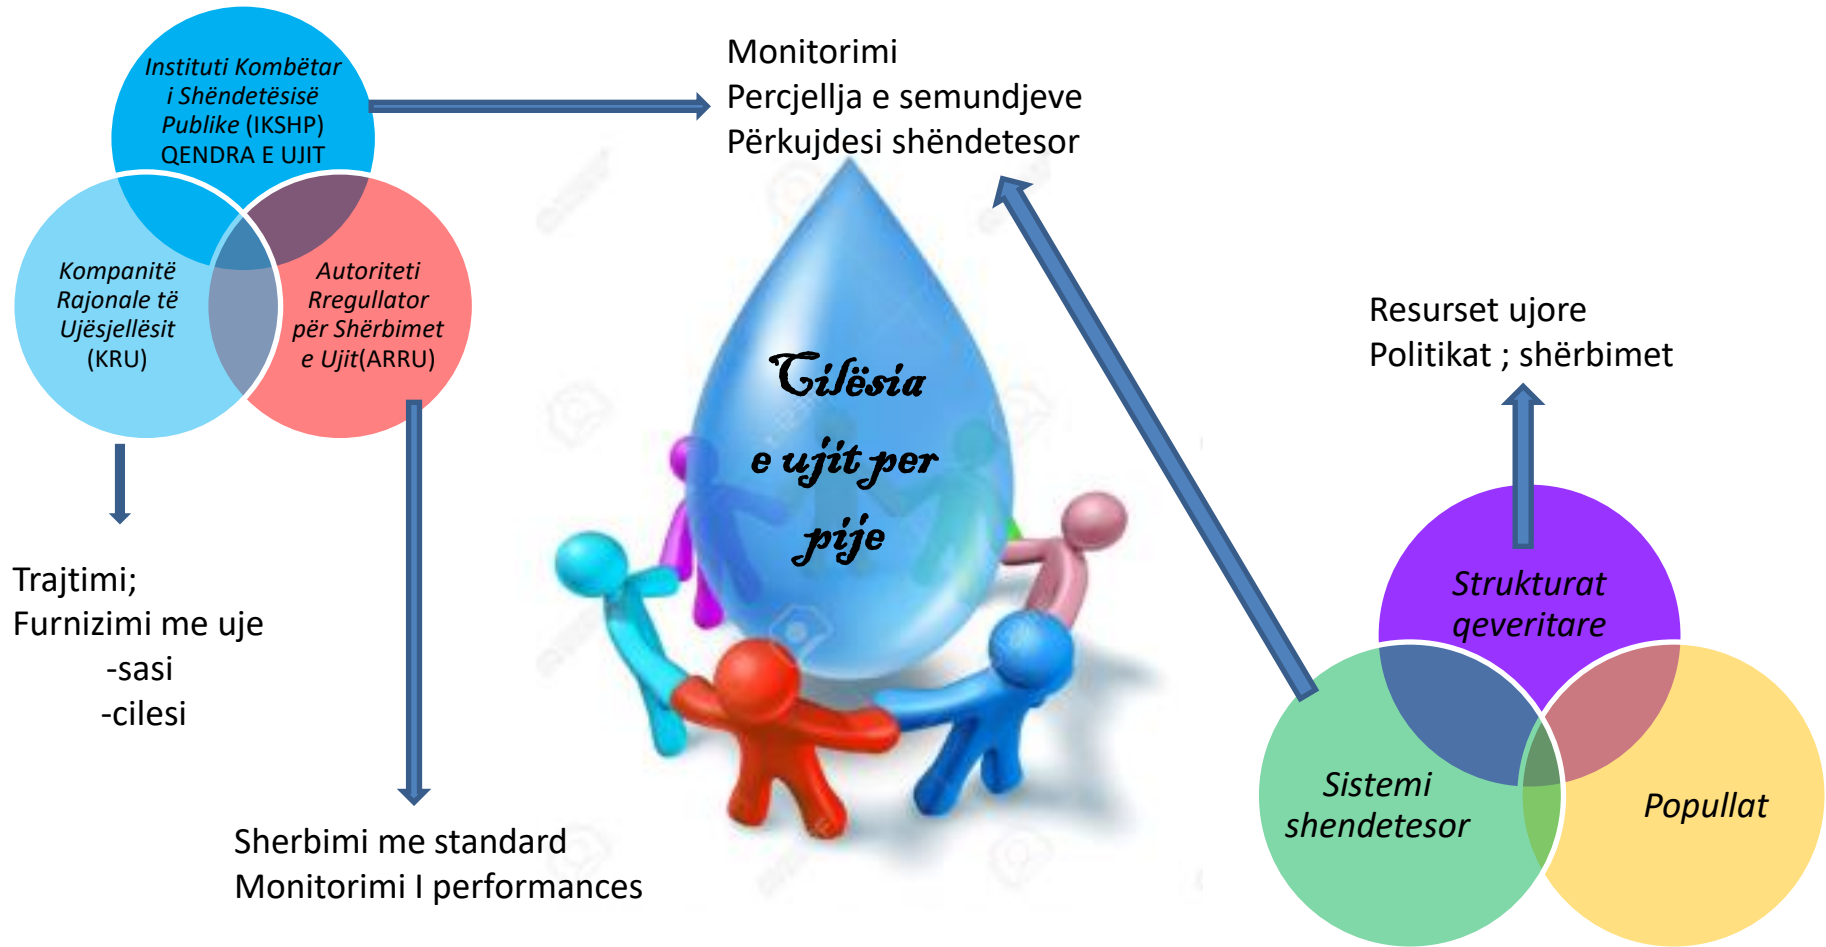 Instituti Kombëtar
i Shëndetësisë
Publike (IKSHP)
QENDRA E UJIT
Kompanitë
Rajonale të
Ujësjellësit
(KRU)
Autoriteti
Rregullator
për Shërbimet
e Ujit(ARRU)
Monitorimi
Percjellja e semundjeve
Përkujdesi shëndetesor
Trajtimi;
Furnizimi me uje
-sasi
-cilesi
Sherbimi me standard
Monitorimi I performances
Cilësia
e ujit per
pije
Resurset ujore
Politikat ; shërbimet
Strukturat
qeveritare
Sistemi
shendetesor
Popullat